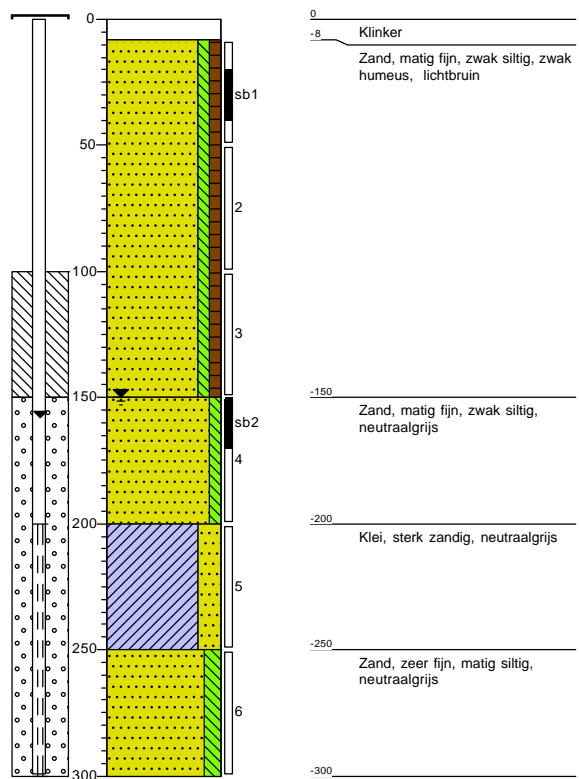 0
50
100
150
200
250
300
sb1
2
3
sb2
4
5
6
0
Klinker
-8
Zand, matig fijn, zwak siltig, zwak
humeus, lichtbruin
-150
Zand, matig fijn, zwak siltig,
neutraalgrijs
-200
Klei, sterk zandig, neutraalgrijs
-250
Zand, zeer fijn, matig siltig,
neutraalgrijs
-300